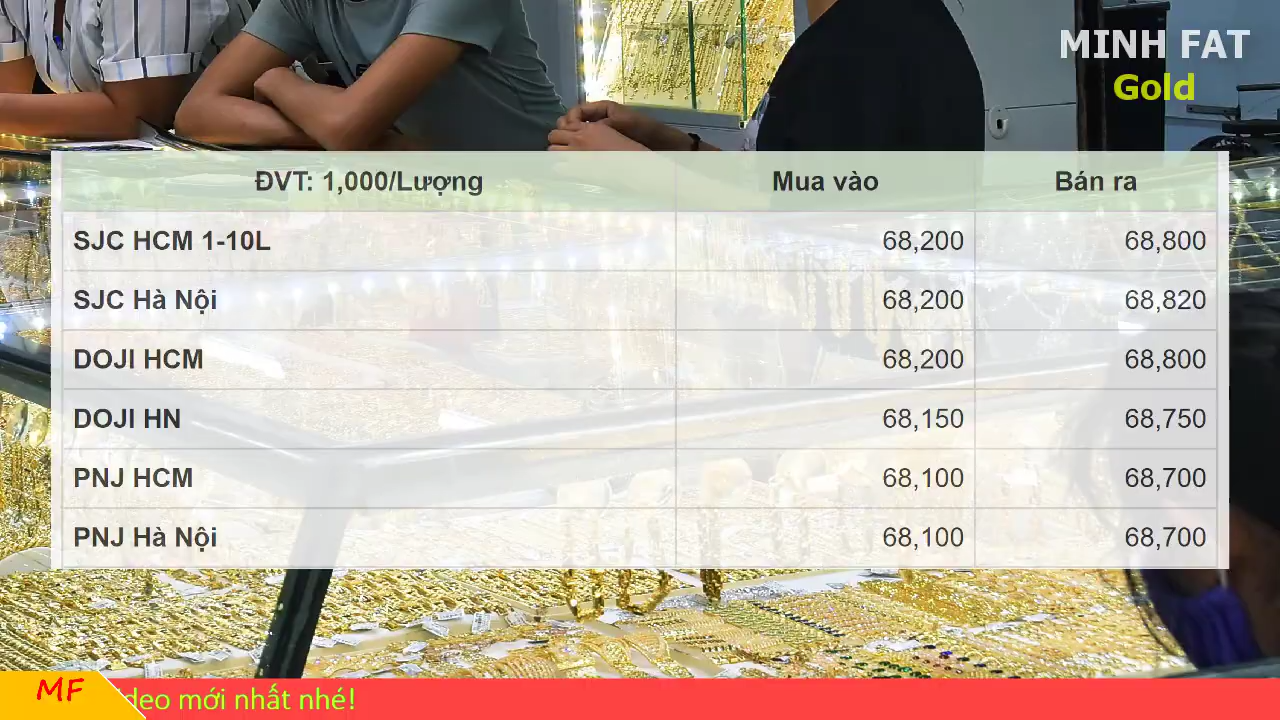 MINH FAT
Gold
ĐVT: 1,000/Lượng Mua vào Bán ra
SJC HCM 1-10L 68,200 68,800
SJC Hà Nội 68,200 68,820
DOJI HCM 68,200 68,800
DOJI HN 68,150 68,750
PNJ HCM 68,100 68,700
PNJ Hà Nội 68,100 68,700
MF mới nhất nhé!